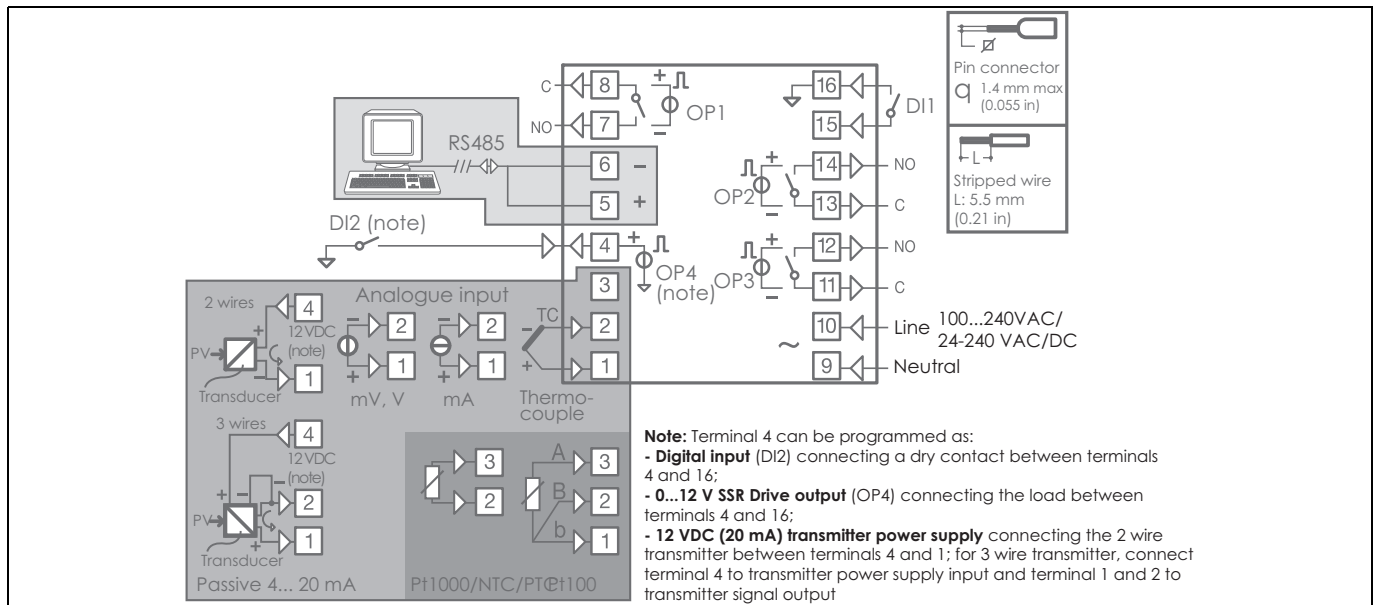 C
8
OP1
NO
7
RS485
6 −
5 +
DI2 (note)
4
OP4
(note)
3
TC
2
1
16
DI1
15
14
NO
OP2
13
C
12
NO
OP3
11
C
10
Line 100...240VAC/
24-240 VAC/DC
~
9
Neutral
Pin connector
q 1.4 mm max
(0.055 in)
L
Stripped wire
L: 5.5 mm
(0.21 in)
Analogue input
2 wires
4
12VDC
(note)
PV
1
Transducer
2
1
mV, V
2
1
mA
Thermo-
couple
3 wires
4
12VDC
(note)
2
PV
1
Transducer
Passive 4... 20 mA
3
2
Pt1000/NTC/PTC
A 3
B 2
b 1
Pt100
Note: Terminal 4 can be programmed as:
- Digital input (DI2) connecting a dry contact between terminals
4 and 16;
- 0...12 V SSR Drive output (OP4) connecting the load between
terminals 4 and 16;
- 12 VDC (20 mA) transmitter power supply connecting the 2 wire
transmitter between terminals 4 and 1; for 3 wire transmitter, connect
terminal 4 to transmitter power supply input and terminal 1 and 2 to
transmitter signal output